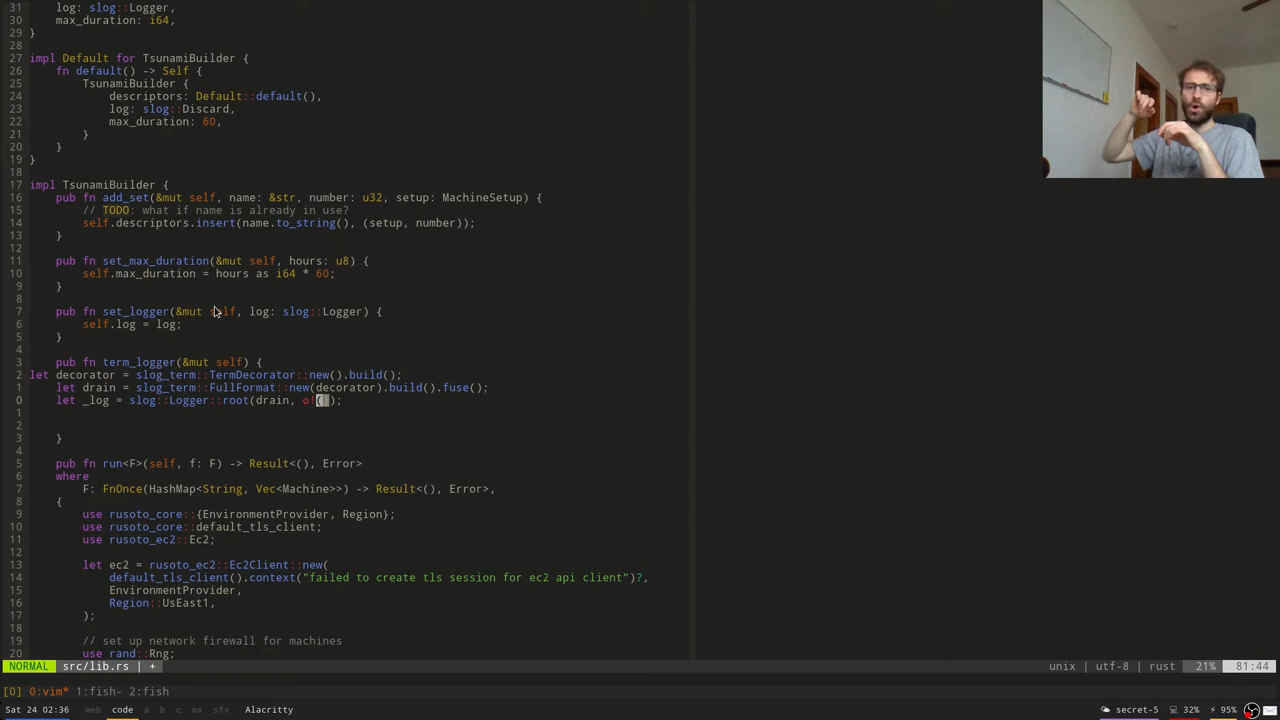 31     log: slog::Logger,
30     max_duration: i64,
29 }
28
27 impl Default for TsunamiBuilder {
26     fn default() -> Self {
25         TsunamiBuilder {
24             descriptors: Default::default(),
23             log: slog::Discard,
22             max_duration: 60,
21         }
20     }
19 }
18
17 impl TsunamiBuilder {
16     pub fn add_set(&mut self, name: &str, number: u32, setup: MachineSetup) {
15         // TODO: what if name is already in use?
14         self.descriptors.insert(name.to_string(), (setup, number));
13     }
12
11     pub fn set_max_duration(&mut self, hours: u8) {
10         self.max_duration = hours as i64 * 60;
9     }
8
7     pub fn set_logger(&mut self, log: slog::Logger) {
6         self.log = log;
5     }
4
3     pub fn term_logger(&mut self) {
2 let decorator = slog_term::TermDecorator::new().build();
1     let drain = slog_term::FullFormat::new(decorator).build().fuse();
0     let _log = slog::Logger::root(drain, o!());
1
2
3     }
4
5     pub fn run<F>(self, f: F) -> Result<(), Error>
6     where
7         F: FnOnce(HashMap<String, Vec<Machine>>) -> Result<(), Error>,
8     {
9         use rusoto_core::{EnvironmentProvider, Region};
10         use rusoto_core::default_tls_client;
11         use rusoto_ec2::Ec2;
12
13         let ec2 = rusoto_ec2::Ec2Client::new(
14             default_tls_client().context("failed to create tls session for ec2 api client")?,
15             EnvironmentProvider,
16             Region::UsEast1,
17         );
18
19         // set up network firewall for machines
20         use rand::Rng;
NORMAL src/lib.rs | + unix | utf-8 | rust 21% 81:44
[0] 0:vim* 1:fish- 2:fish
Sat 24 02:36 web code a b c mx sfx Alacritty secret-5 32% 95%